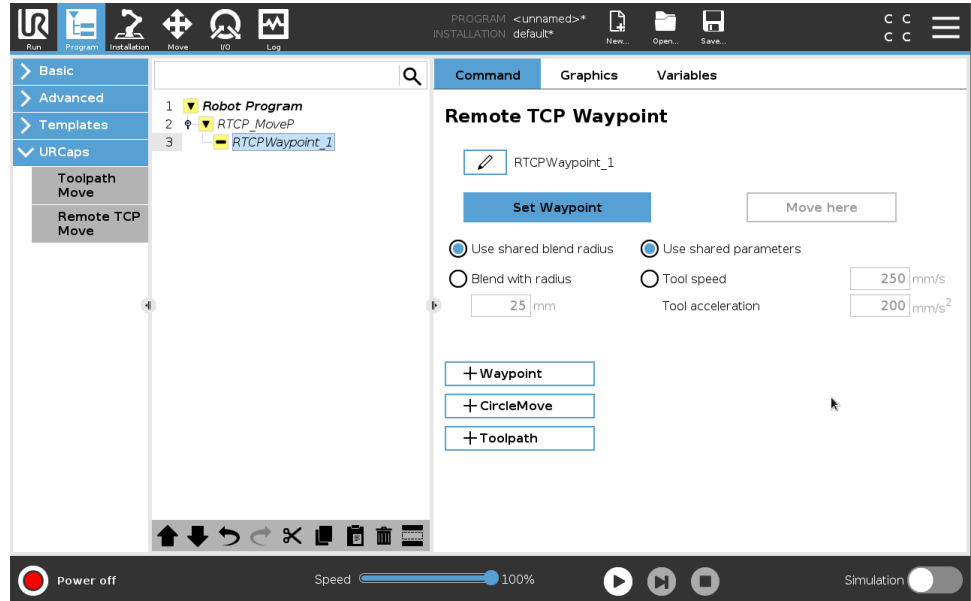 PROGRAM <unnamed>*
INSTALLATION default*
UR
Run
Program
Installation
Move
I/O
Log
New...
Open...
Save...
C C
C C
Basic
Advanced
Templates
URCaps
Toolpath
Move
Remote TCP
Move
1 Robot Program
2 RTCP_MoveP
3 RTCPWaypoint_1
Command Graphics Variables
Remote TCP Waypoint
RTCPWaypoint_1
Set Waypoint Move here
Use shared blend radius Use shared parameters
Blend with radius Tool speed 250 mm/s
25 mm Tool acceleration 200 mm/s²
+ Waypoint
+ CircleMove
+ Toolpath
Power off Speed 100% Simulation